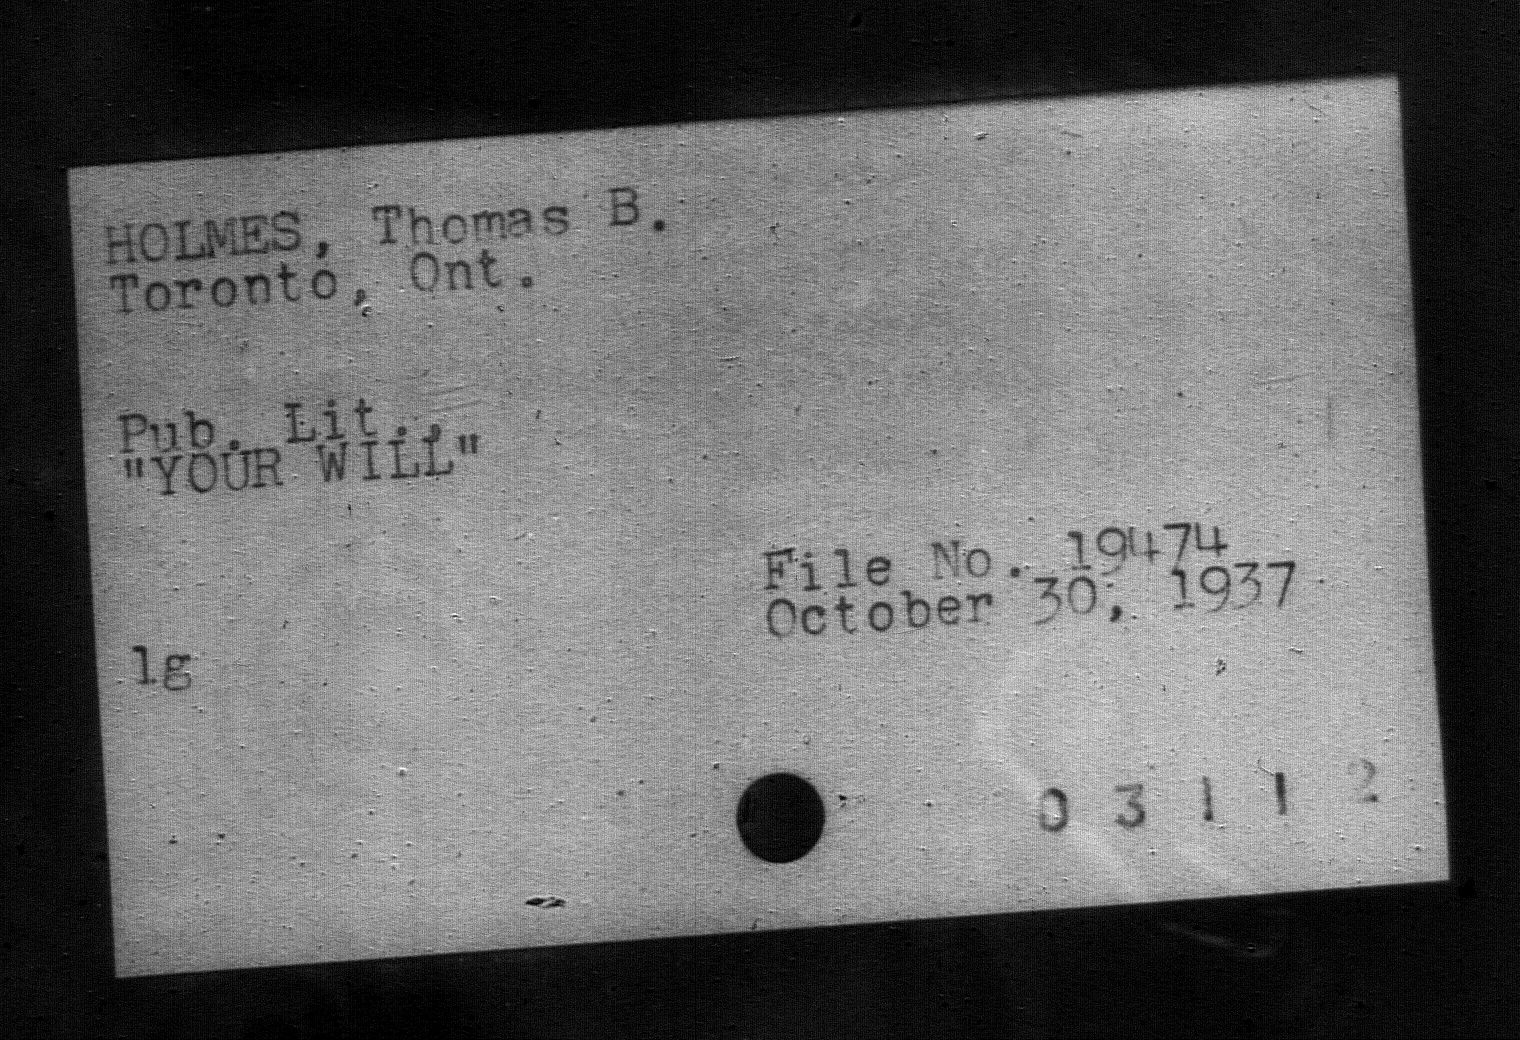 HOLMES, Thomas B.
Toronto, Ont.
Pub. Lit.,
"YOUR WILL"
File No. 19474
October 30, 1937
lg
0 3 1 1 2